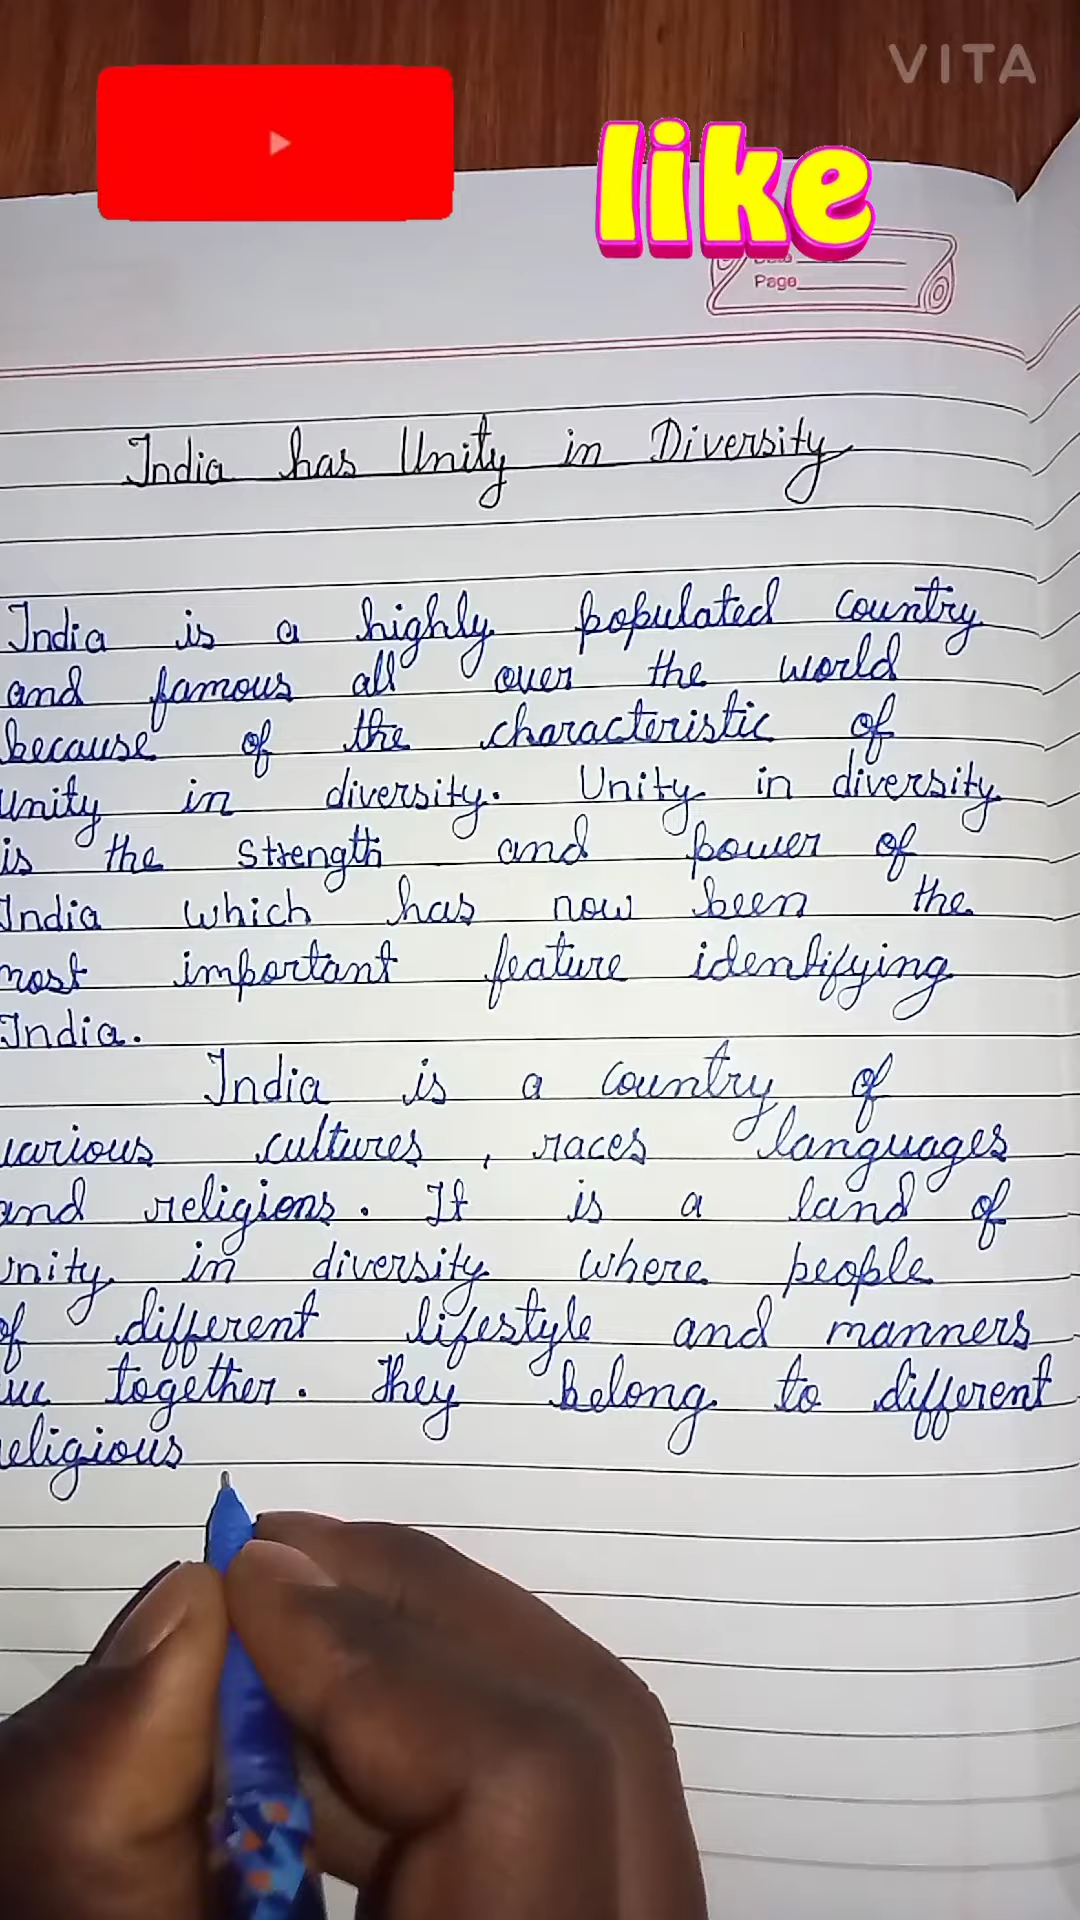 VITA
like
Page
India has Unity in Diversity
India is a highly populated country
and famous all over the world
because of the characteristic of
unity in diversity. Unity in diversity
is the strength and power of
India which has now been the
most important feature identifying
India.
India is a country of
various cultures, races languages
and religions. It is a land of
unity in diversity where people
of different lifestyle and manners
together. They belong to different
religious